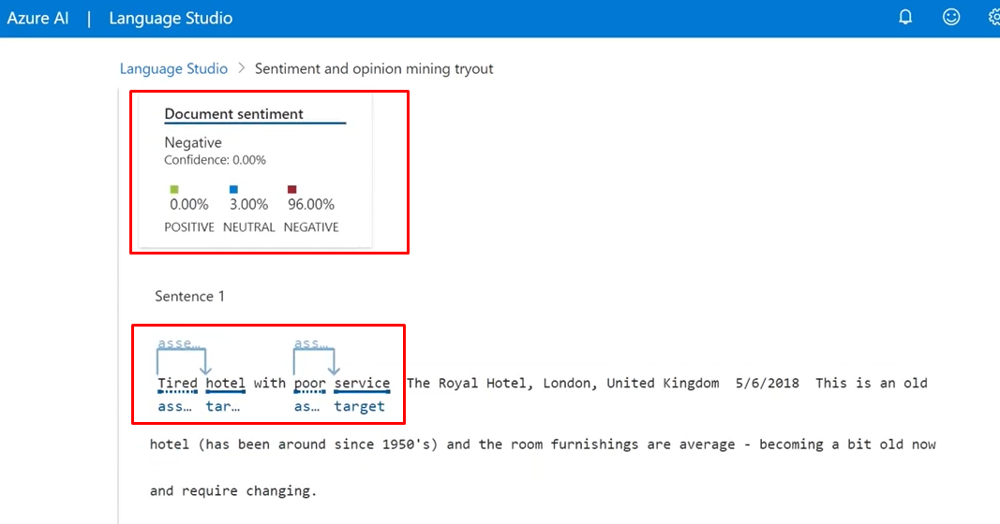 Azure AI | Language Studio
Language Studio > Sentiment and opinion mining tryout
Document sentiment
Negative
Confidence: 0.00%
0.00% 3.00% 96.00%
POSITIVE NEUTRAL NEGATIVE
Sentence 1
asse... ass...
Tired hotel with poor service The Royal Hotel, London, United Kingdom 5/6/2018 This is an old
ass... tar... as... target
hotel (has been around since 1950's) and the room furnishings are average - becoming a bit old now
and require changing.